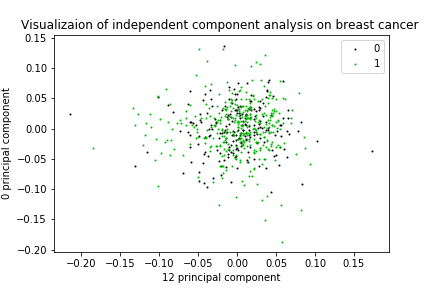 Visualizaion of independent component analysis on breast cancer
0.15
0.10
0.05
0.00
−0.05
−0.10
−0.15
−0.20
0 principal component
0
1
−0.20 −0.15 −0.10 −0.05 0.00 0.05 0.10 0.15
12 principal component